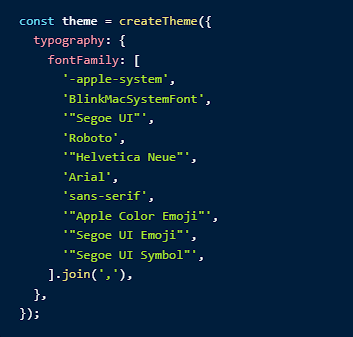 const theme = createTheme({
  typography: {
    fontFamily: [
      '-apple-system',
      'BlinkMacSystemFont',
      '"Segoe UI"',
      'Roboto',
      '"Helvetica Neue"',
      'Arial',
      'sans-serif',
      '"Apple Color Emoji"',
      '"Segoe UI Emoji"',
      '"Segoe UI Symbol"',
    ].join(','),
  },
});